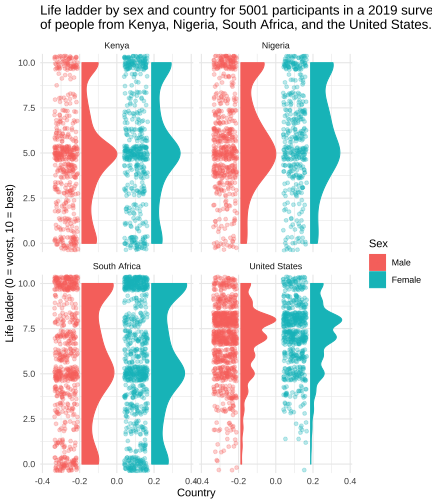 Life ladder by sex and country for 5001 participants in a 2019 surve
of people from Kenya, Nigeria, South Africa, and the United States.
Kenya
Nigeria
10.0
7.5
5.0
2.5
0.0
South Africa
United States
10.0
7.5
5.0
2.5
0.0
-0.4 -0.2 0.0 0.2 0.4 -0.4 -0.2 0.0 0.2 0.4
Country
Life ladder (0 = worst, 10 = best)
Sex
Male
Female